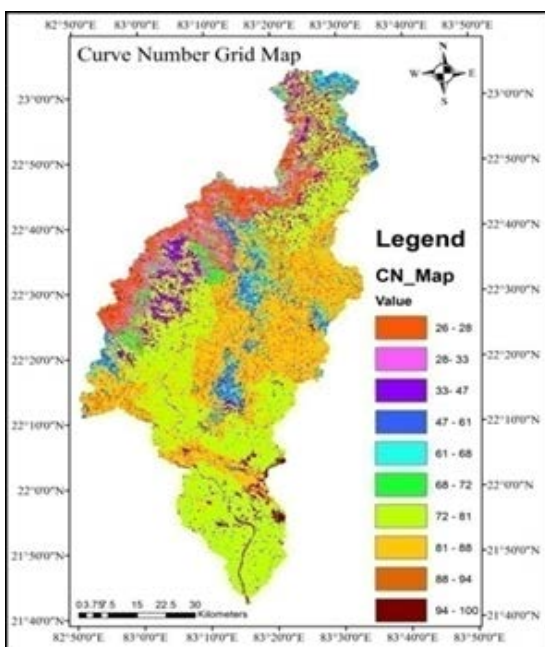 82°50'0"E 83°0'0"E 83°10'0"E 83°20'0"E 83°30'0"E 83°40'0"E 83°50'0"E
Curve Number Grid Map
N
W E
S
23°0'0"N 23°0'0"N
22°50'0"N 22°50'0"N
22°40'0"N 22°40'0"N
22°30'0"N 22°30'0"N
22°20'0"N 22°20'0"N
22°10'0"N 22°10'0"N
22°0'0"N 22°0'0"N
21°50'0"N 21°50'0"N
21°40'0"N 21°40'0"N
Legend
CN_Map
Value
26 - 28
28- 33
33- 47
47 - 61
61 - 68
68 - 72
72 - 81
81 - 88
88 - 94
94 - 100
0 3.75 7.5 15 22.5 30
Kilometers
82°50'0"E 83°0'0"E 83°10'0"E 83°20'0"E 83°30'0"E 83°40'0"E 83°50'0"E